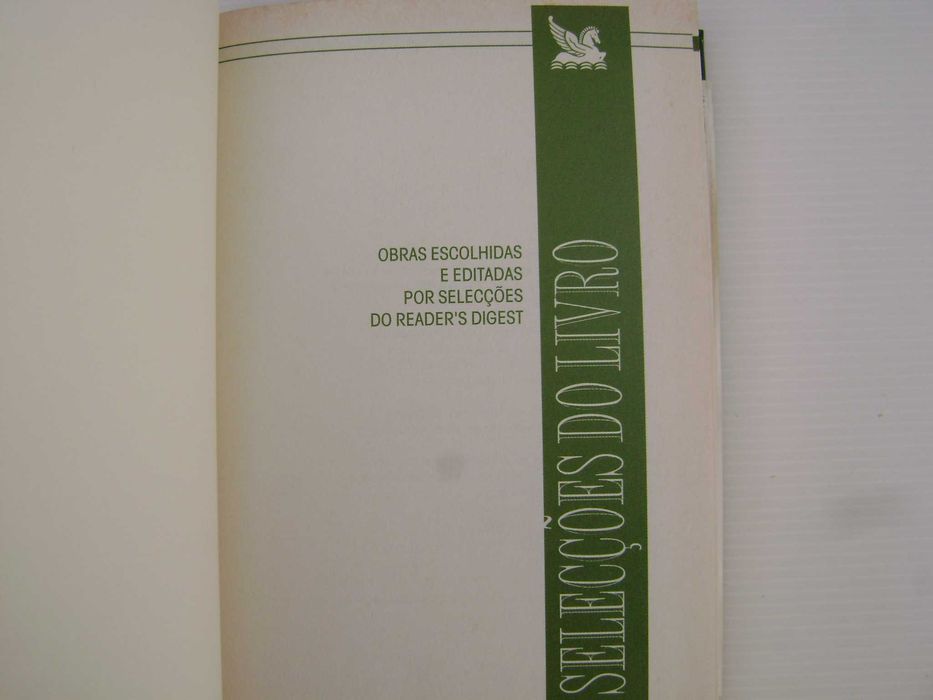 OBRAS ESCOLHIDAS
E EDITADAS
POR SELECÇÕES
DO READER'S DIGEST
SELECÇÕES DO LIVRO